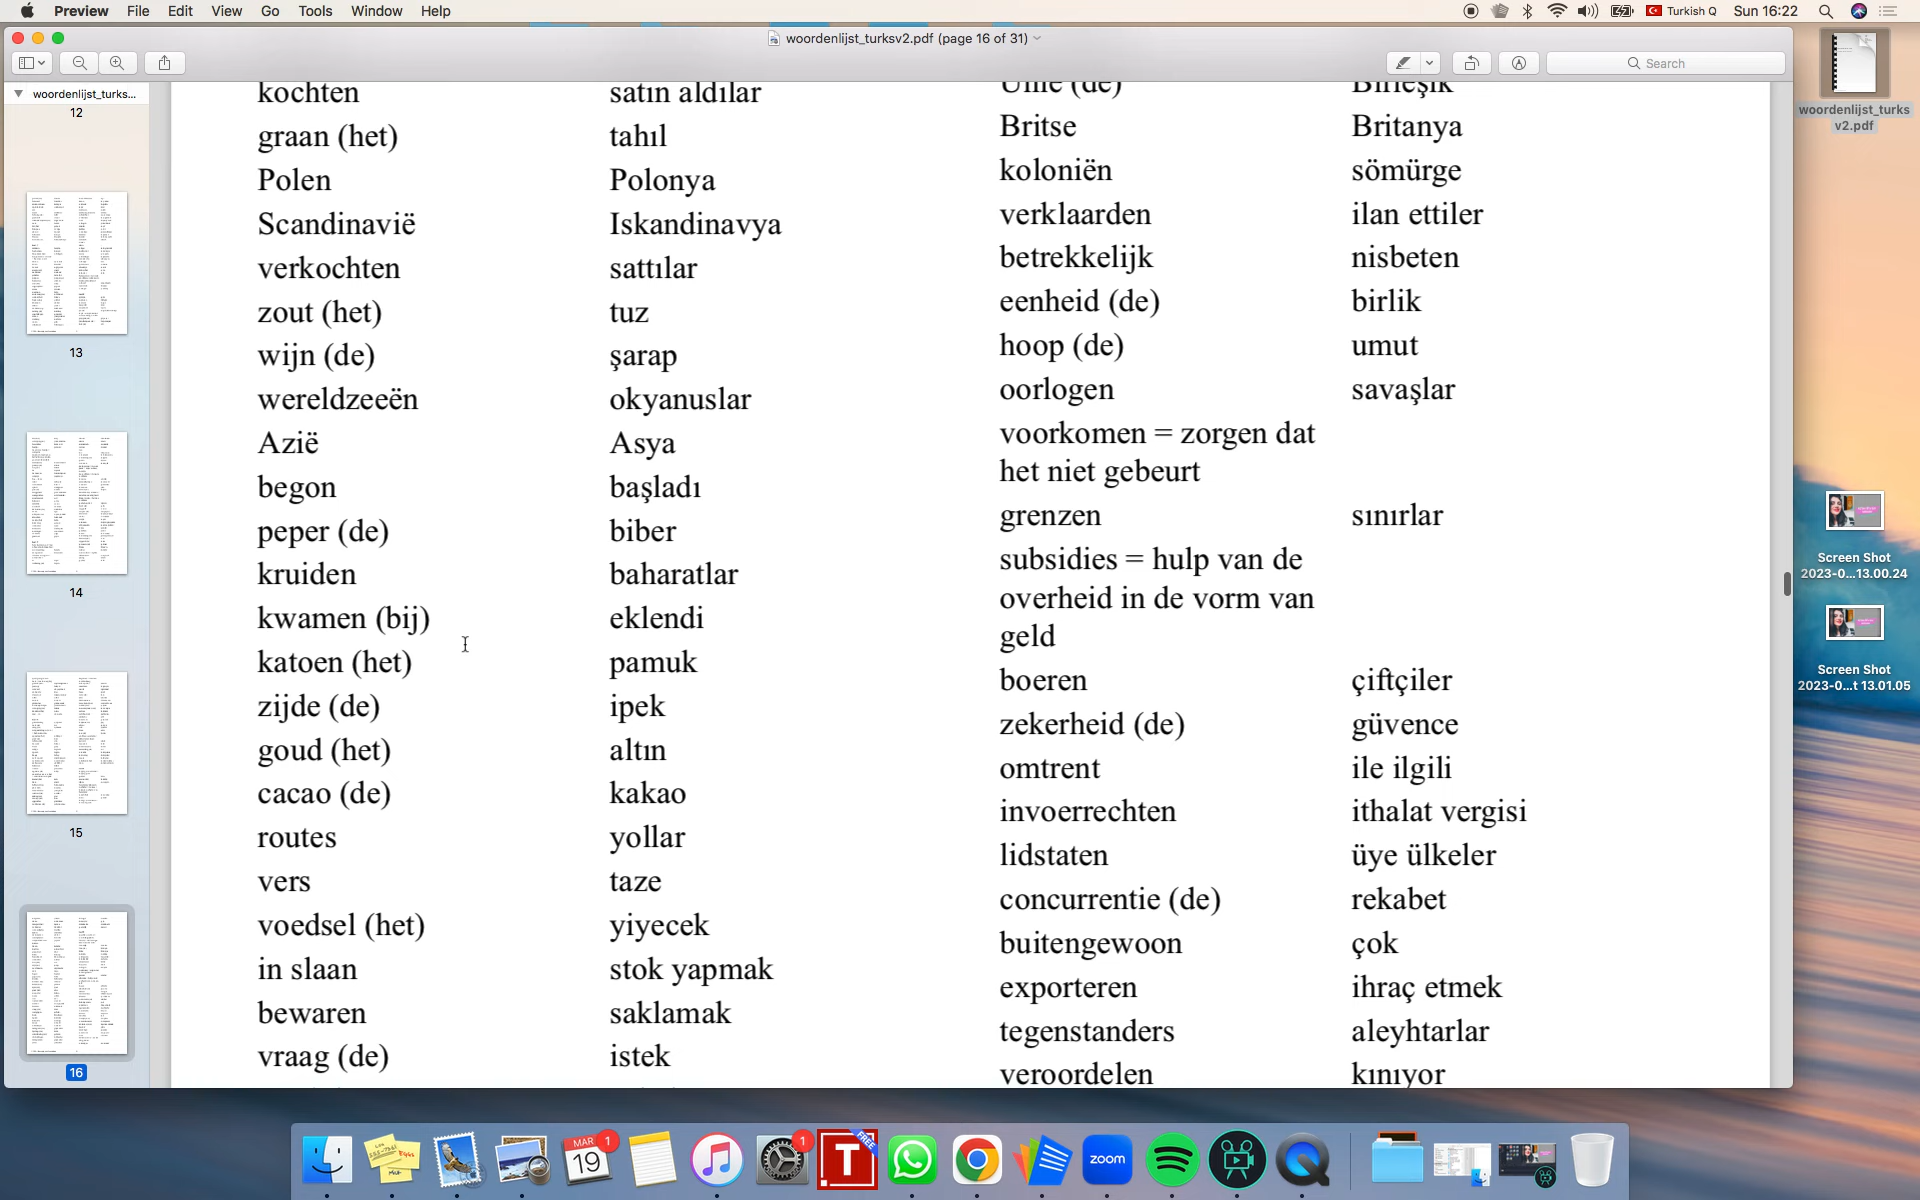 Preview File Edit View Go Tools Window Help
Turkish Q Sun 16:22
woordenlijst_turksv2.pdf (page 16 of 31)
Search
woordenlijst_turks...
12
13
14
15
16
kochten satın aldılar
graan (het) tahıl
Polen Polonya
Scandinavië Iskandinavya
verkochten sattılar
zout (het) tuz
wijn (de) şarap
wereldzeeën okyanuslar
Azië Asya
begon başladı
peper (de) biber
kruiden baharatlar
kwamen (bij) eklendi
katoen (het) pamuk
zijde (de) ipek
goud (het) altın
cacao (de) kakao
routes yollar
vers taze
voedsel (het) yiyecek
in slaan stok yapmak
bewaren saklamak
vraag (de) istek
Unie (de) Birleşik
Britse Britanya
koloniën sömürge
verklaarden ilan ettiler
betrekkelijk nisbeten
eenheid (de) birlik
hoop (de) umut
oorlogen savaşlar
voorkomen = zorgen dat
het niet gebeurt
grenzen sınırlar
subsidies = hulp van de
overheid in de vorm van
geld
boeren çiftçiler
zekerheid (de) güvence
omtrent ile ilgili
invoerrechten ithalat vergisi
lidstaten üye ülkeler
concurrentie (de) rekabet
buitengewoon çok
exporteren ihraç etmek
tegenstanders aleyhtarlar
veroordelen kınıyor
woordenlijst_turks
v2.pdf
Screen Shot
2023-0...13.00.24
Screen Shot
2023-0...t 13.01.05
MAR
19
1
1
T
FREE
zoom